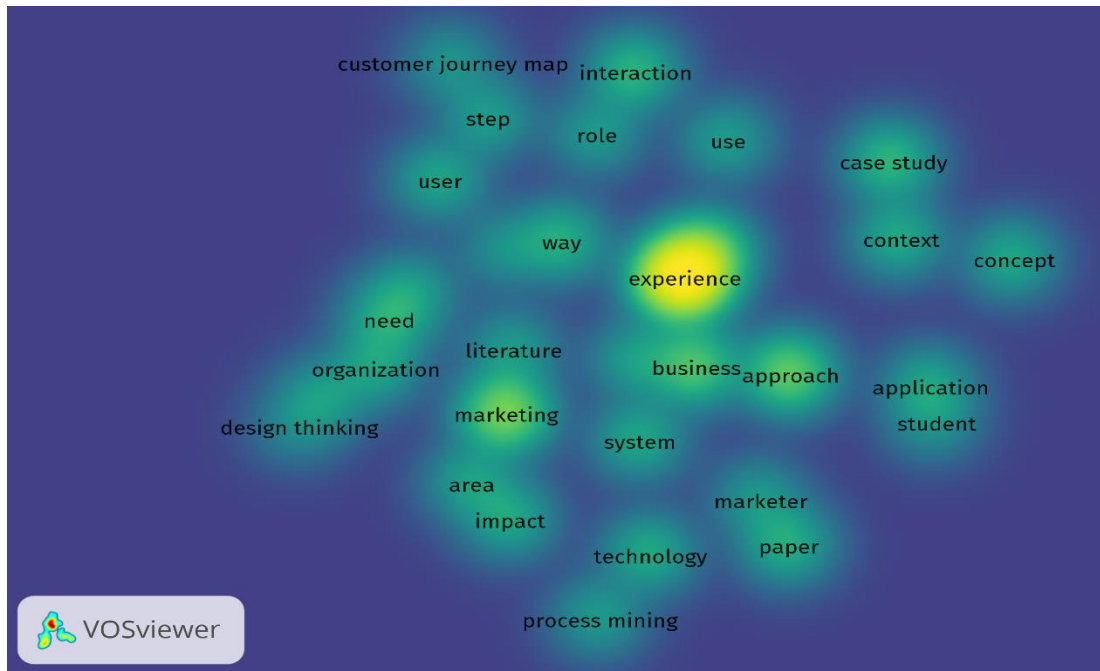 customer journey map
interaction
step
role
use
case study
user
way
context
concept
experience
need
literature
organization
business
approach
application
marketing
student
design thinking
system
area
marketer
impact
paper
technology
process mining
VOSviewer